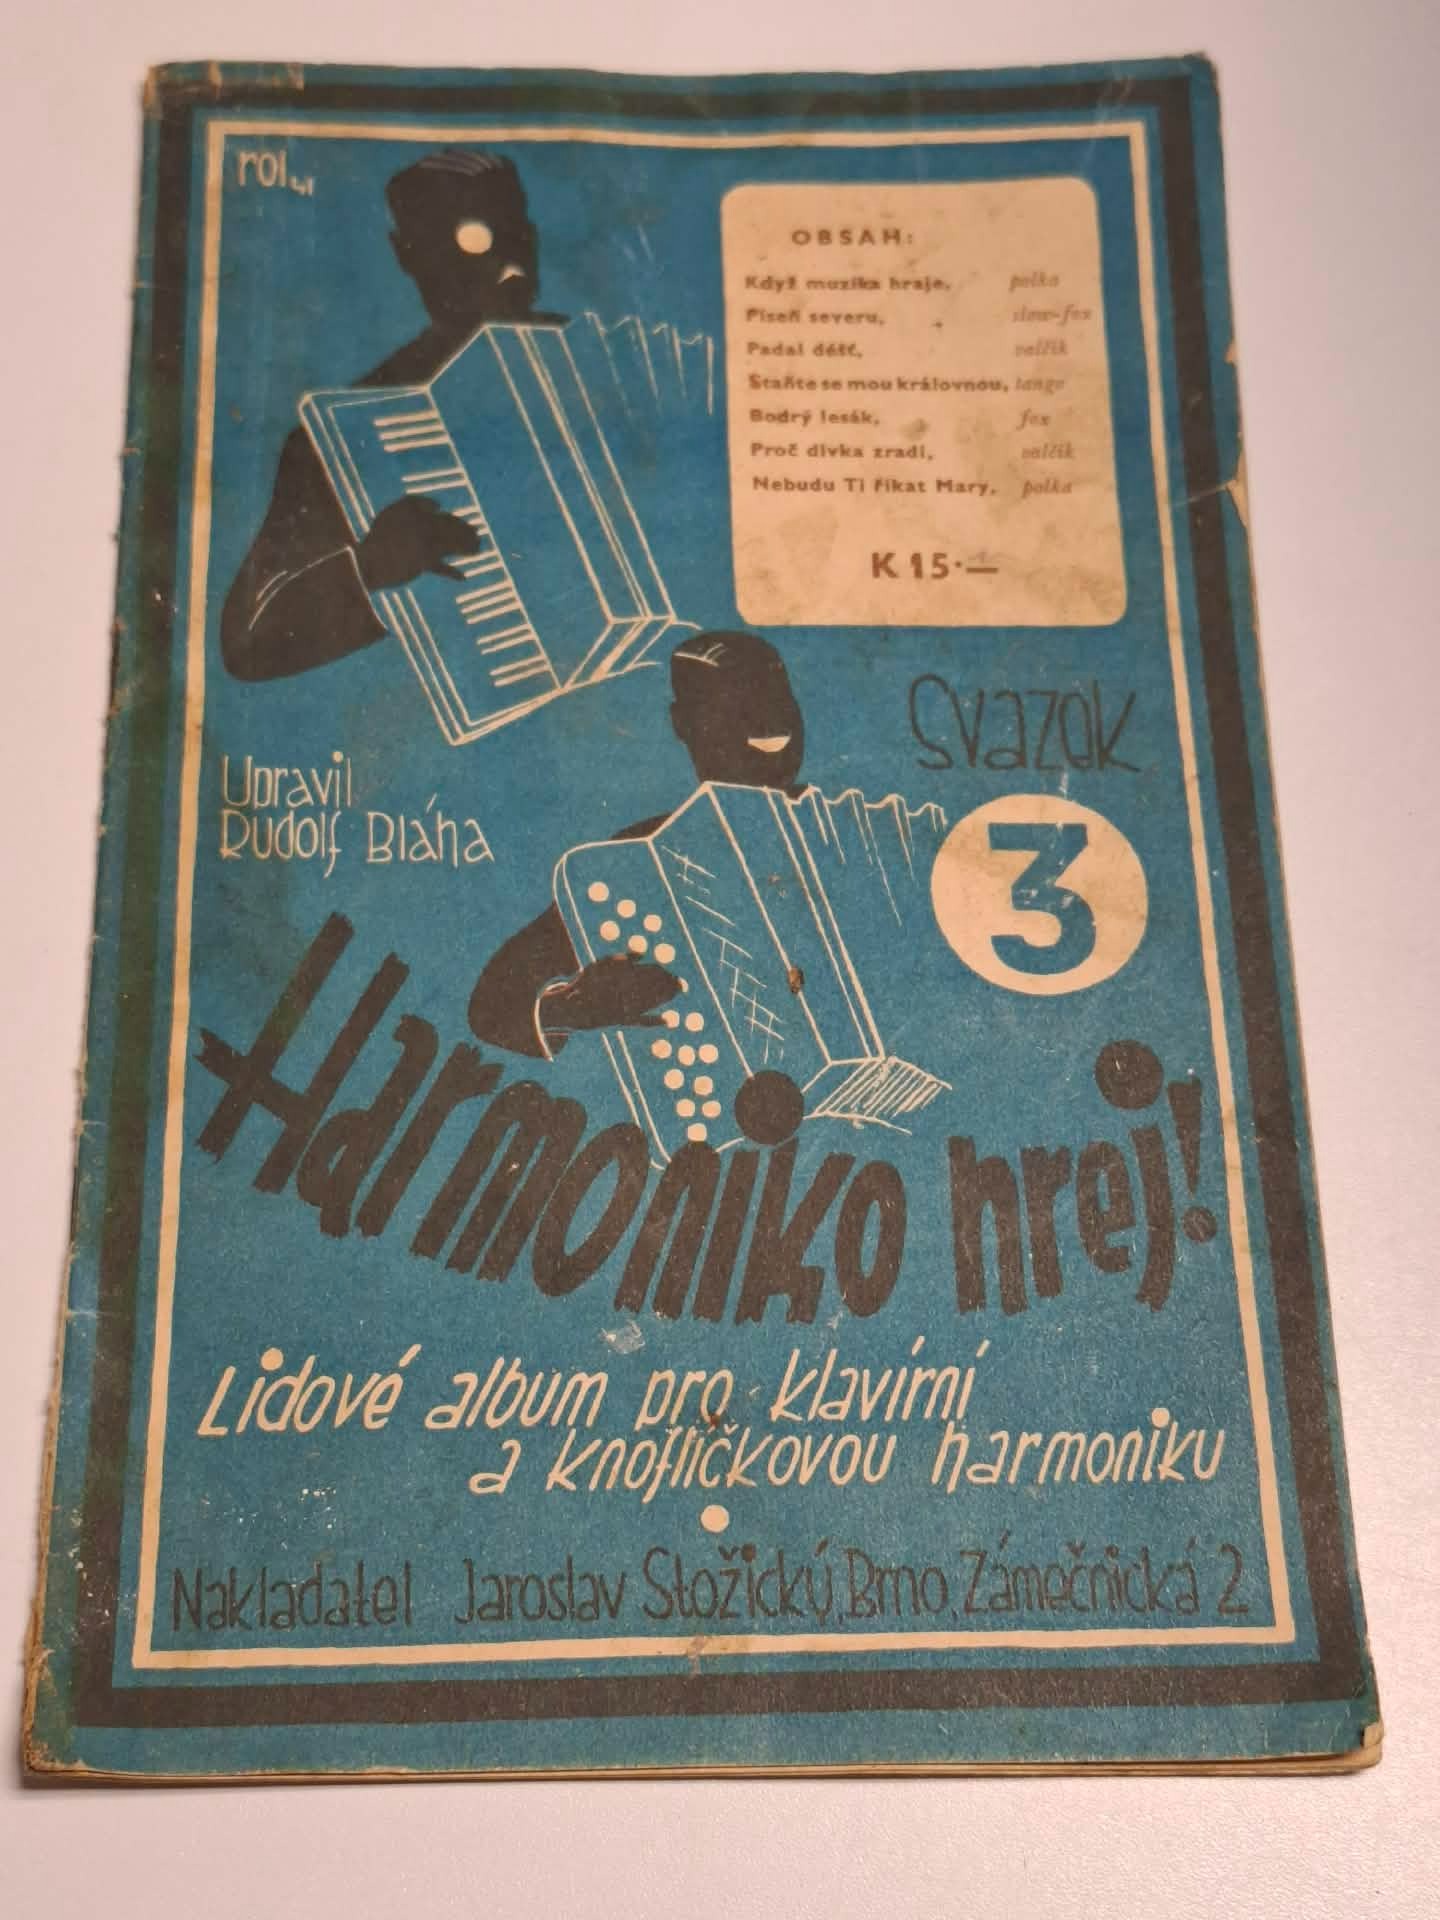 rol 41
OBSAH:
Když muzika hraje, polka
Píseň severu, slow-fox
Padal déšť, valčík
Staňte se mou královnou, tango
Bodrý lesák, fox
Proč dívka zradí, valčík
Nebudu Ti říkat Mary, polka
K 15·—
Svazek
3
Upravil
Rudolf Bláha
Harmoniko hrej!
Lidové album pro klavírní
a knoflíčkovou harmoniku
Nakladatel Jaroslav Stožický, Brno, Zámečnická 2